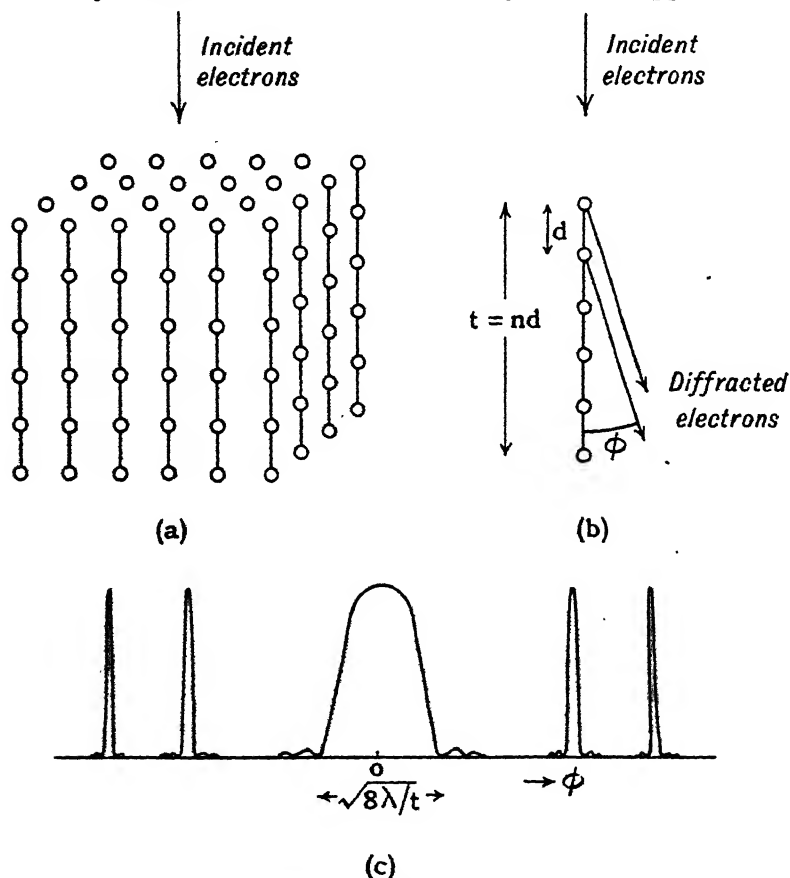 Incident
electrons
Incident
electrons
d
t = nd
Diffracted
electrons
ϕ
(a)
(b)
o
√8λ/t
ϕ
(c)